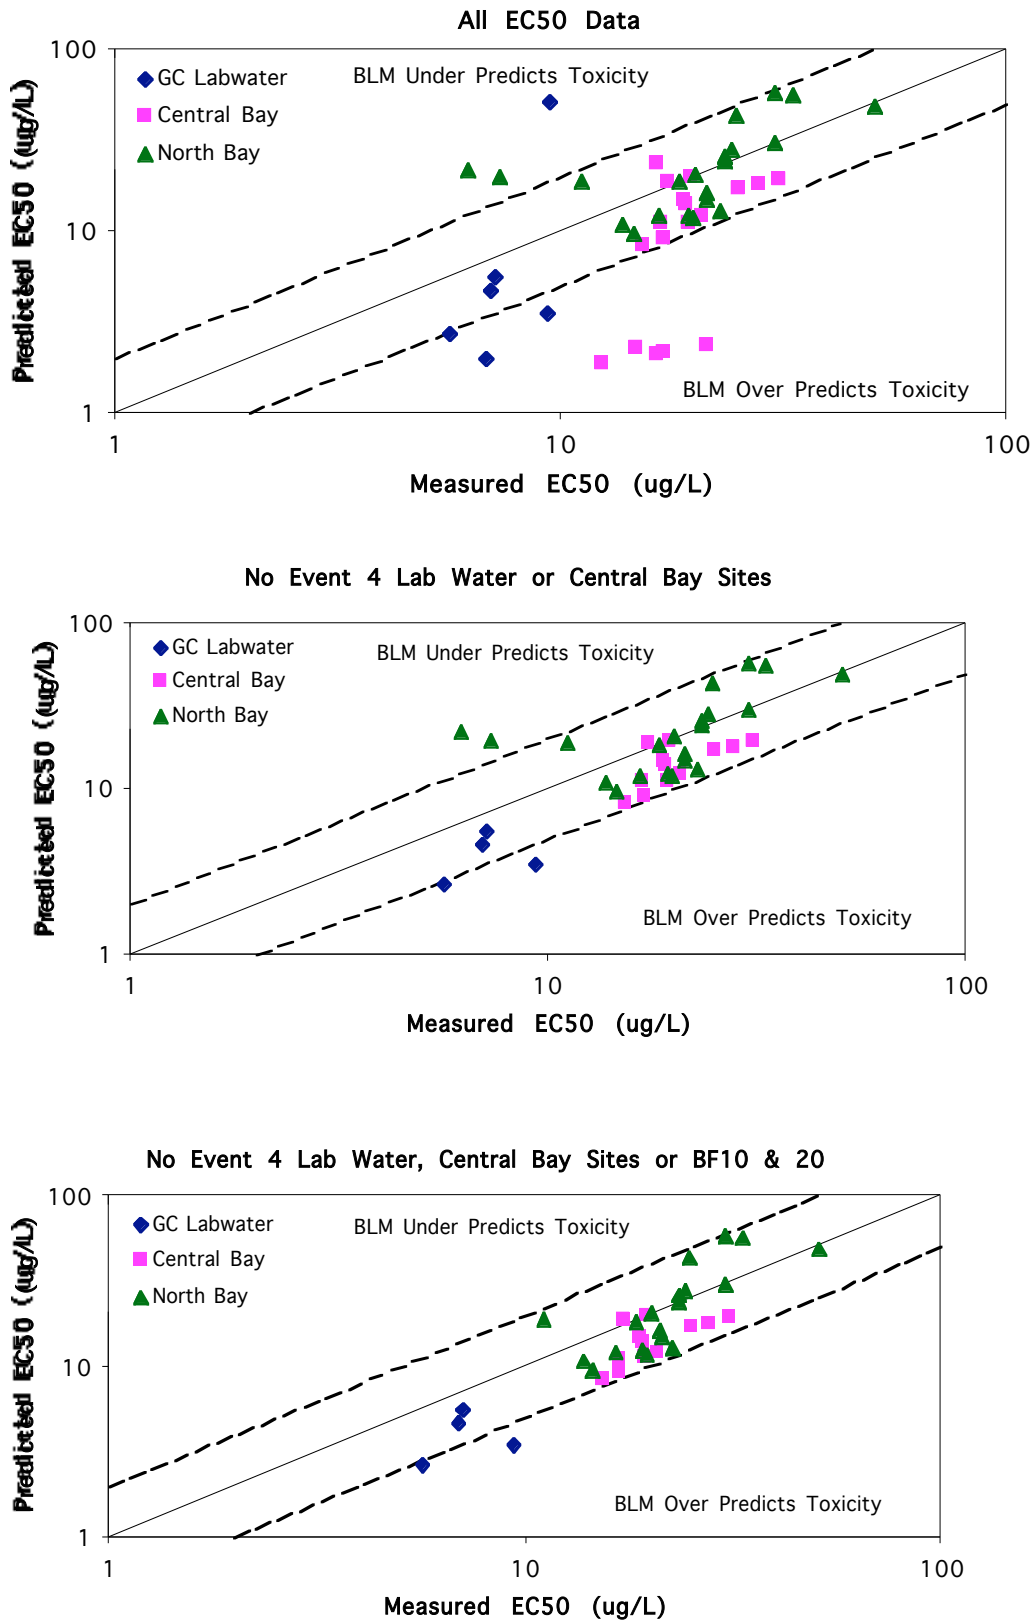 All EC50 Data
100
GC Labwater
BLM Under Predicts Toxicity
Central Bay
North Bay
10
Predicted EC50 (ug/L)
BLM Over Predicts Toxicity
1
1 10 100
Measured EC50 (ug/L)
No Event 4 Lab Water or Central Bay Sites
100
GC Labwater
BLM Under Predicts Toxicity
Central Bay
North Bay
10
Predicted EC50 (ug/L)
BLM Over Predicts Toxicity
1
1 10 100
Measured EC50 (ug/L)
No Event 4 Lab Water, Central Bay Sites or BF10 & 20
100
GC Labwater
BLM Under Predicts Toxicity
Central Bay
North Bay
10
Predicted EC50 (ug/L)
BLM Over Predicts Toxicity
1
1 10 100
Measured EC50 (ug/L)